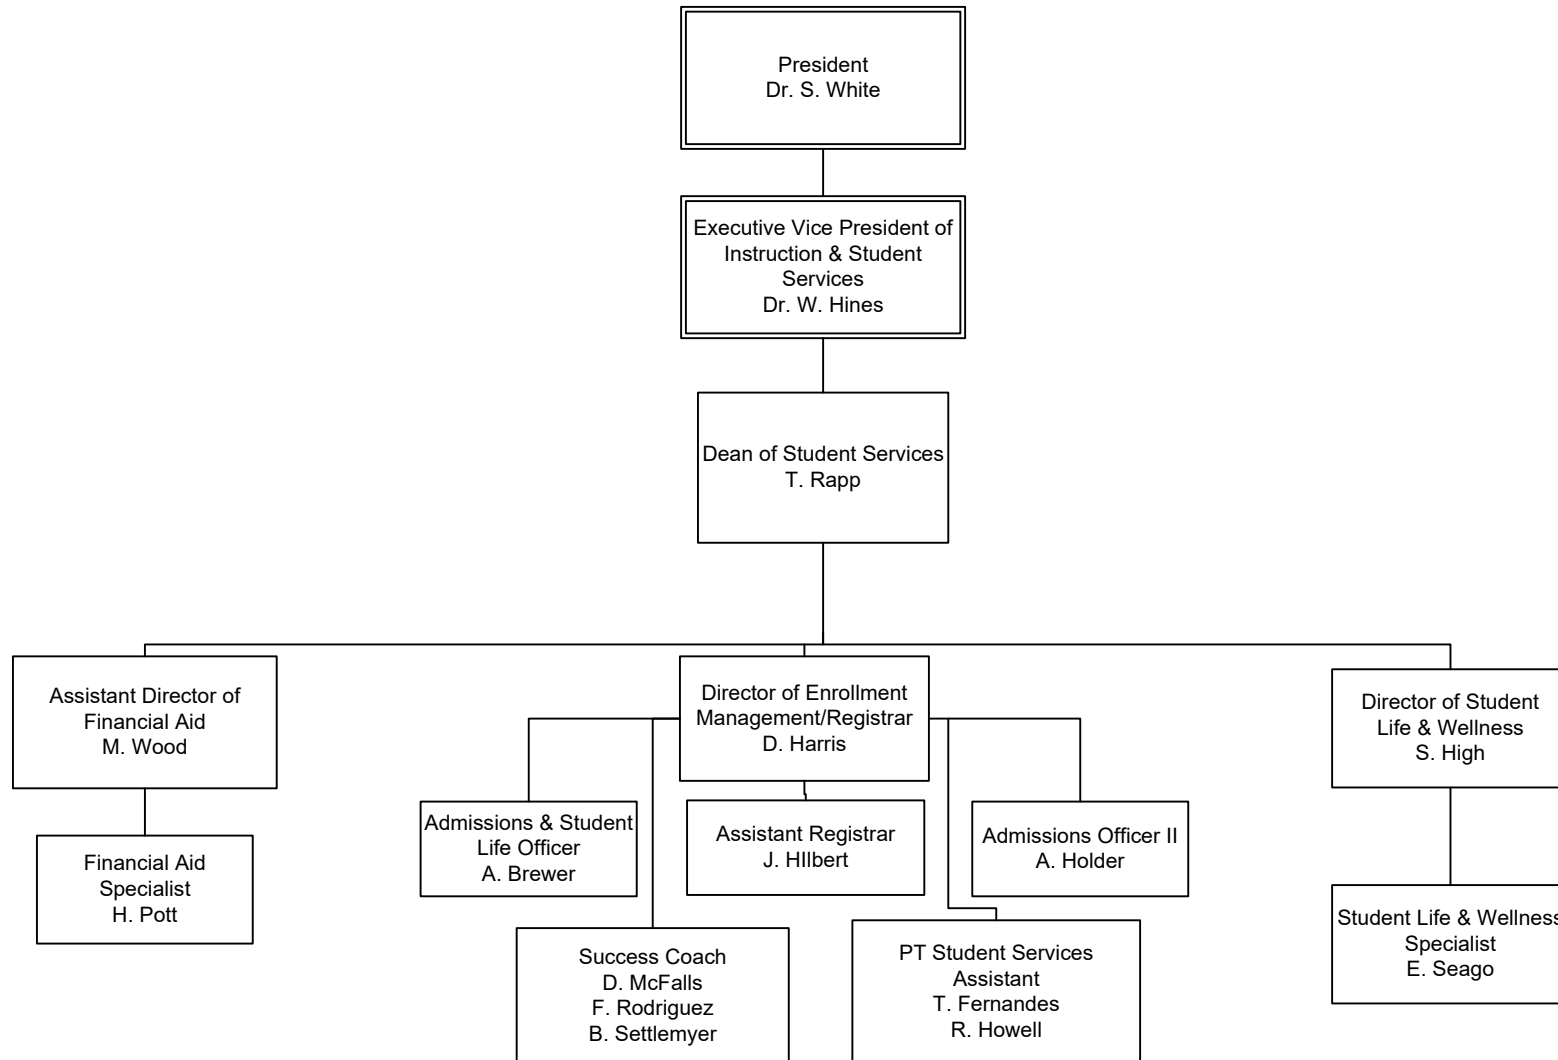 President
Dr. S. White
Executive Vice President of
Instruction & Student
Services
Dr. W. Hines
Dean of Student Services
T. Rapp
Assistant Director of
Financial Aid
M. Wood
Director of Enrollment
Management/Registrar
D. Harris
Director of Student
Life & Wellness
S. High
Financial Aid
Specialist
H. Pott
Admissions & Student
Life Officer
A. Brewer
Assistant Registrar
J. HIlbert
Admissions Officer II
A. Holder
Student Life & Wellness
Specialist
E. Seago
Success Coach
D. McFalls
F. Rodriguez
B. Settlemyer
PT Student Services
Assistant
T. Fernandes
R. Howell